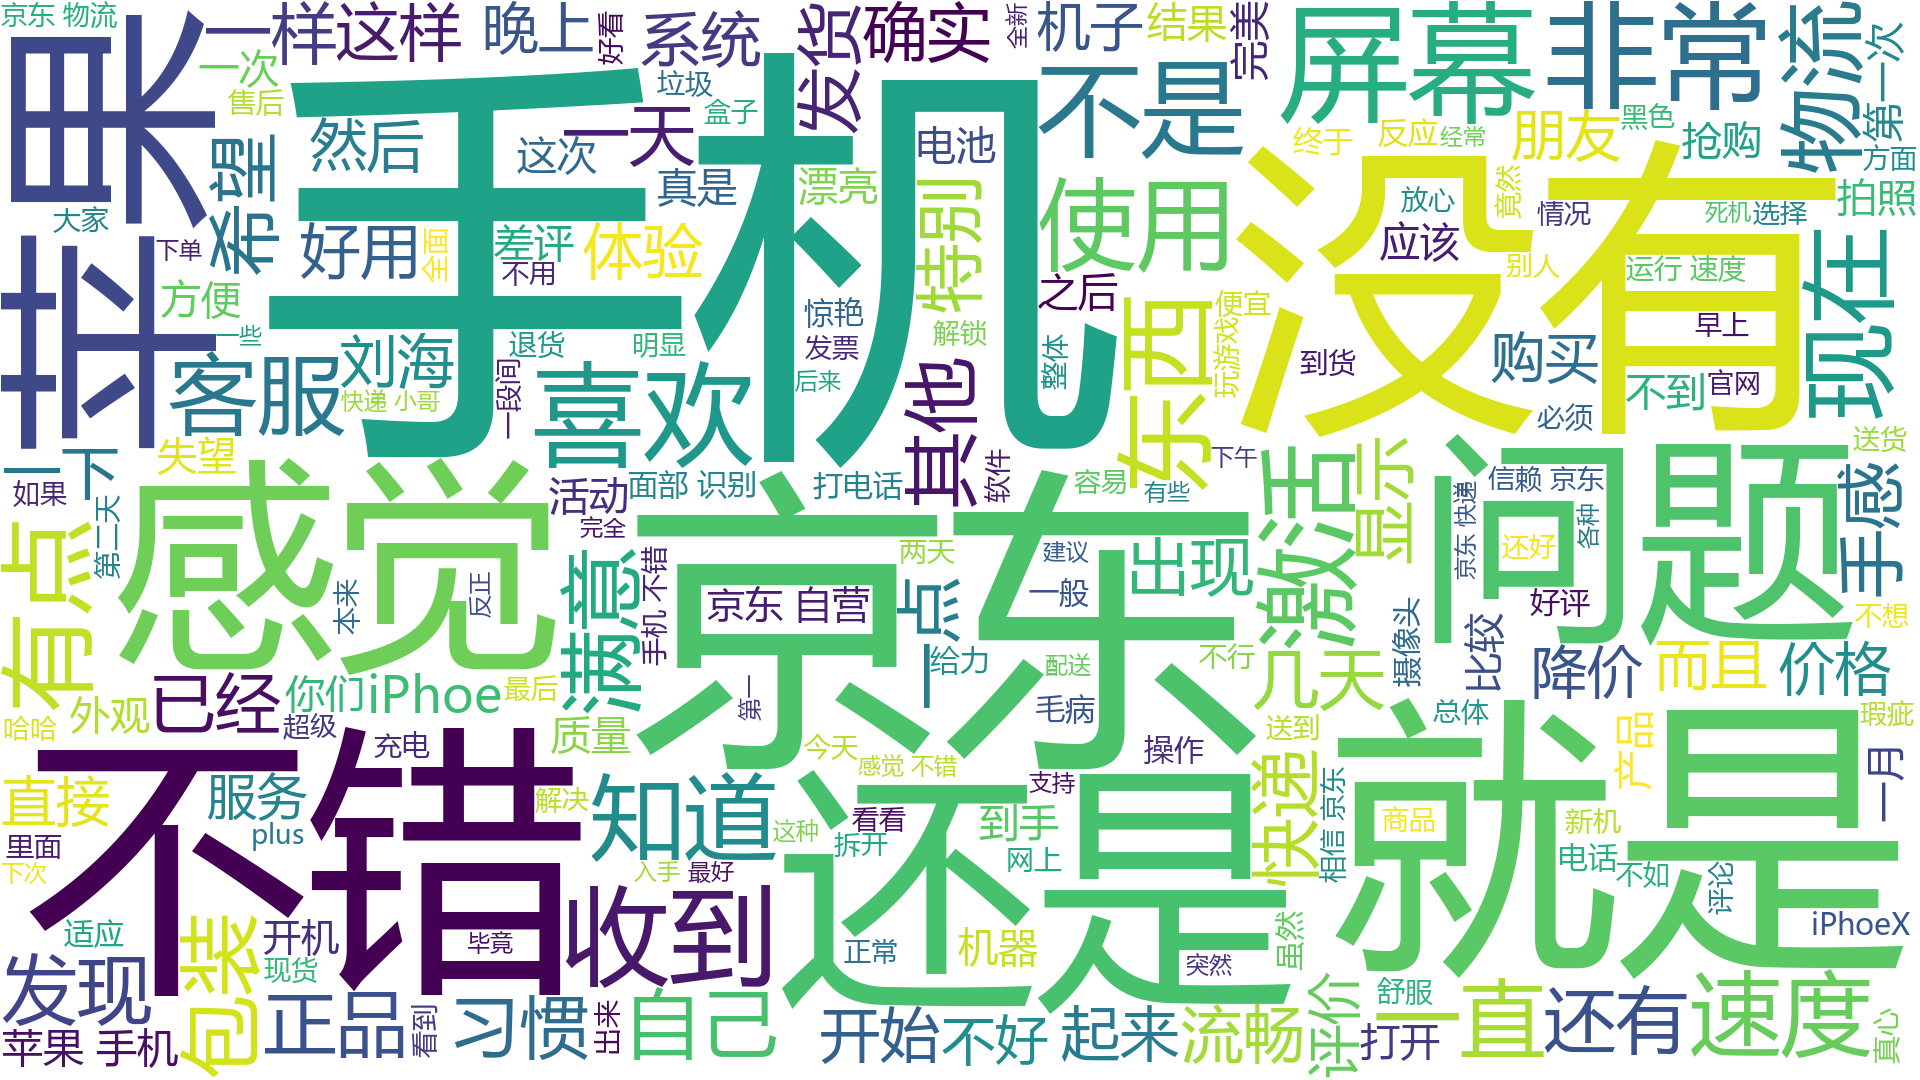 京东 物流
苹果
一样
这样
晚上
好看
系统
发货
确实
全新
机子
结果
完美
屏幕
非常
物流
第一次
一次
售后
希望
然后
一天
垃圾
盒子
这次
真是
电池
漂亮
特别
不是
终于
反应
经常
朋友
黑色
抢购
方面
手机
没有
大家
下单
方便
一些
好用
全面
差评
不用
体验
使用
之后
竟然
放心
应该
情况
死机
选择
拍照
别人
运行 速度
现在
惊艳
发票
解锁
后来
整体
东西
便宜
玩游戏
到货
购买
早上
不到
官网
必须
客服
刘海
快递 小哥
退货
明显
一段间
喜欢
其他
软件
失望
一下
如果
第二天
有点
感觉
本来
反正
活动
完全
面部 识别
打电话
容易
有些
下午
激活
显示
问题
信赖 京东
京东 快递
还好
各种
送货
手感
京东
满意
手机 不错
京东 自营
两天
一点
建议
一般
出现
给力
配送
不行
几天
摄像头
比较
好评
不想
已经
你们
iPhoe
最后
外观
哈哈
超级
充电
质量
第一
毛病
今天
感觉 不错
操作
送到
总体
降价
而且
价格
瑕疵
产品
一月
不错
直接
服务
plus
里面
下次
解决
知道
这种
看看
拆开
支持
到手
网上
快递
相信 京东
商品
新机
电话
不如
评论
就是
还是
入手
最好
收到
适应
开机
现货
毕竟
正常
机器
突然
虽然
iPhoeX
发现
包装
正品
看到
习惯
出来
自己
开始
不好
起来
流畅
评价
舒服
打开
一直
还有
速度
真心
苹果 手机